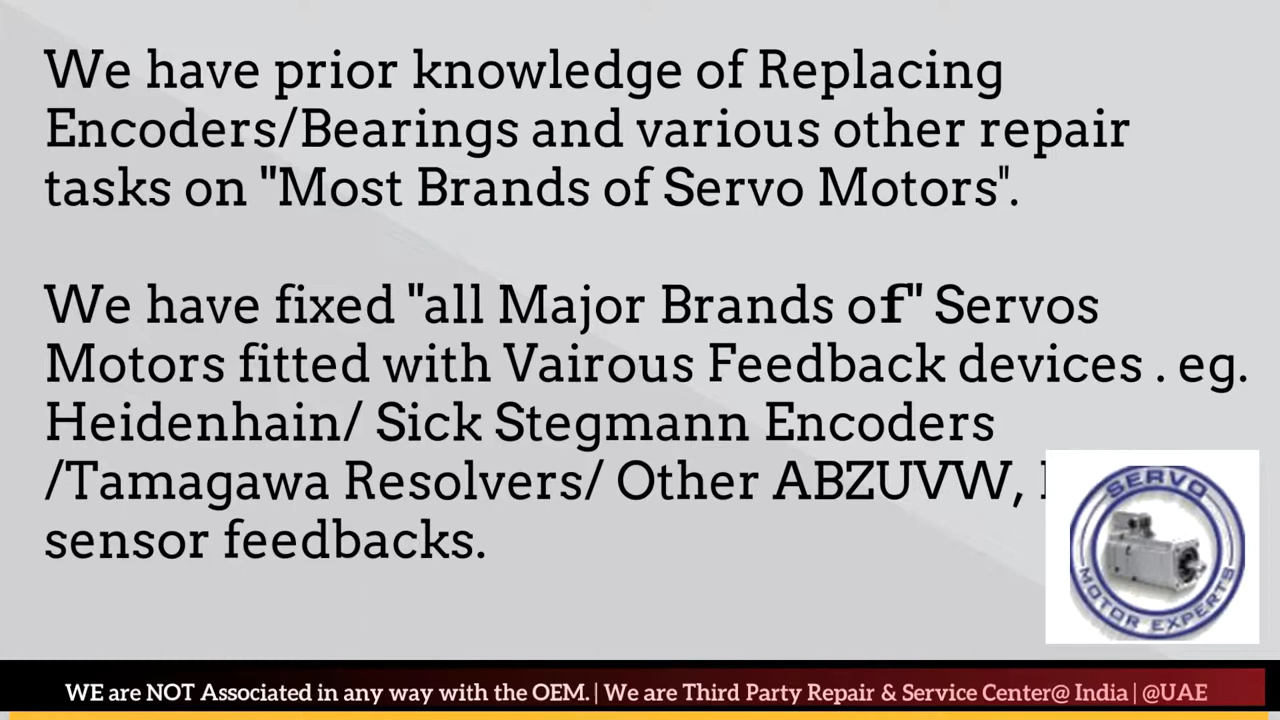 We have prior knowledge of Replacing
Encoders/Bearings and various other repair
tasks on "Most Brands of Servo Motors".
We have fixed "all Major Brands of" Servos
Motors fitted with Vairous Feedback devices . eg.
Heidenhain/ Sick Stegmann Encoders
/Tamagawa Resolvers/ Other ABZUVW,
sensor feedbacks.
SERVO
MOTOR EXPERTS
WE are NOT Associated in any way with the OEM. | We are Third Party Repair & Service Center@ India | @UAE